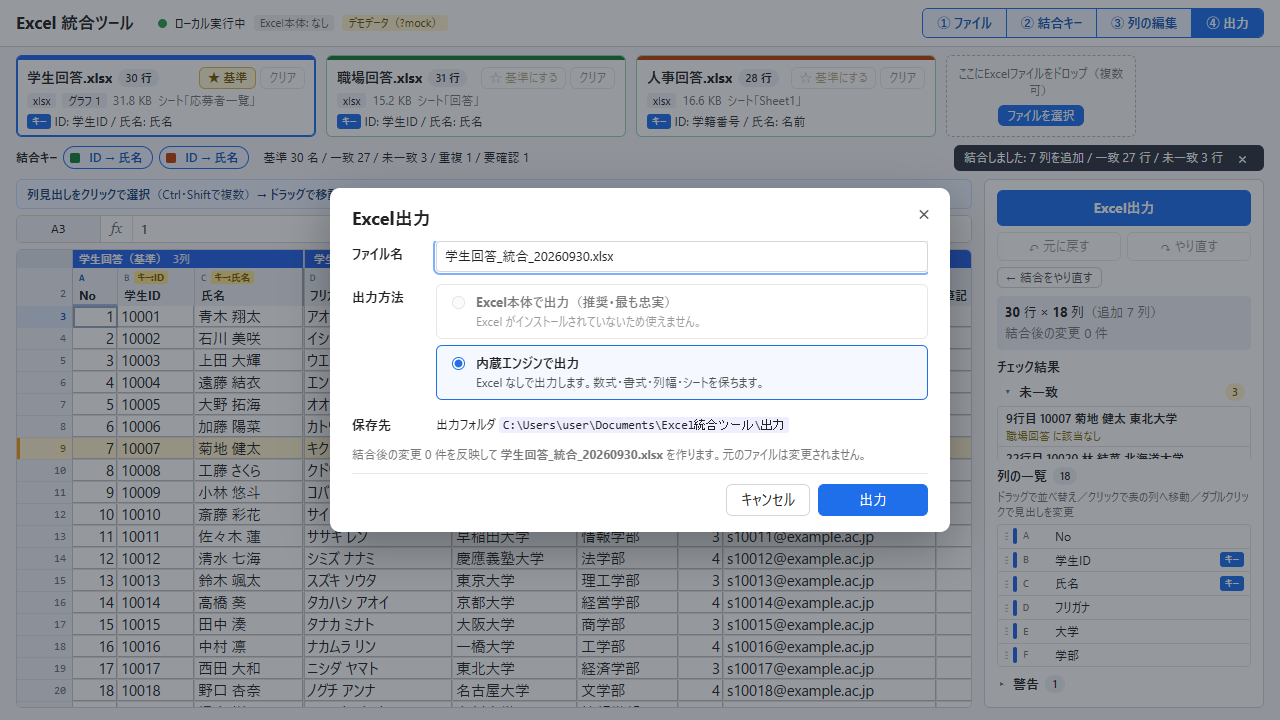 Excel 統合ツール
ローカル実行中
Excel本体: なし
デモデータ（?mock）
① ファイル
② 結合キー
③ 列の編集
④ 出力
学生回答.xlsx 30 行 ★ 基準 クリア
xlsx グラフ 1 31.8 KB シート「応募者一覧」
キー ID: 学生ID / 氏名: 氏名
職場回答.xlsx 31 行 ☆ 基準にする クリア
xlsx 15.2 KB シート「回答」
キー ID: 学生ID / 氏名: 氏名
人事回答.xlsx 28 行 ☆ 基準にする クリア
xlsx 16.6 KB シート「Sheet1」
キー ID: 学籍番号 / 氏名: 名前
ここにExcelファイルをドロップ（複数
可）
ファイルを選択
結合キー ID → 氏名 ID → 氏名 基準 30 名 / 一致 27 / 未一致 3 / 重複 1 / 要確認 1
結合しました: 7 列を追加 / 一致 27 行 / 未一致 3 行 ×
列見出しをクリックで選択（Ctrl・Shiftで複数）→ ドラッグで移動
A3 fx 1
学生回答（基準） 3列
A B キー:ID C キー:氏名 D
2 No 学生ID 氏名
3 1 10001 青木 翔太
4 2 10002 石川 美咲
5 3 10003 上田 大輝
6 4 10004 遠藤 結衣
7 5 10005 大野 拓海
8 6 10006 加藤 陽菜
9 7 10007 菊地 健太
10 8 10008 工藤 さくら
11 9 10009 小林 悠斗
12 10 10010 斎藤 彩花
13 11 10011 佐々木 蓮 ササキ レン 早稲田大学 情報学部 3 s10011@example.ac.jp
14 12 10012 清水 七海 シミズ ナナミ 慶應義塾大学 法学部 4 s10012@example.ac.jp
15 13 10013 鈴木 颯太 スズキ ソウタ 東京大学 理工学部 3 s10013@example.ac.jp
16 14 10014 高橋 葵 タカハシ アオイ 京都大学 経営学部 4 s10014@example.ac.jp
17 15 10015 田中 湊 タナカ ミナト 大阪大学 商学部 3 s10015@example.ac.jp
18 16 10016 中村 凛 ナカムラ リン 一橋大学 工学部 4 s10016@example.ac.jp
19 17 10017 西田 大和 ニシダ ヤマト 東北大学 経済学部 3 s10017@example.ac.jp
20 18 10018 野口 杏奈 ノグチ アンナ 名古屋大学 文学部 4 s10018@example.ac.jp
Excel出力 ×
ファイル名 学生回答_統合_20260930.xlsx
出力方法
Excel本体で出力（推奨・最も忠実）
Excel がインストールされていないため使えません。
内蔵エンジンで出力
Excel なしで出力します。数式・書式・列幅・シートを保ちます。
保存先 出力フォルダ C:\Users\user\Documents\Excel統合ツール\出力
結合後の変更 0 件を反映して 学生回答_統合_20260930.xlsx を作ります。元のファイルは変更されません。
キャンセル
出力
Excel出力
元に戻す
やり直す
← 結合をやり直す
30 行 × 18 列（追加 7 列）
結合後の変更 0 件
チェック結果
未一致 3
9行目 10007 菊地 健太 東北大学
職場回答 に該当なし
22行目 10020 林 結菜 北海道大学
列の一覧 18
ドラッグで並べ替え／クリックで表の列へ移動／ダブルクリッ
クで見出しを変更
A No
B 学生ID キー
C 氏名 キー
D フリガナ
E 大学
F 学部
警告 1